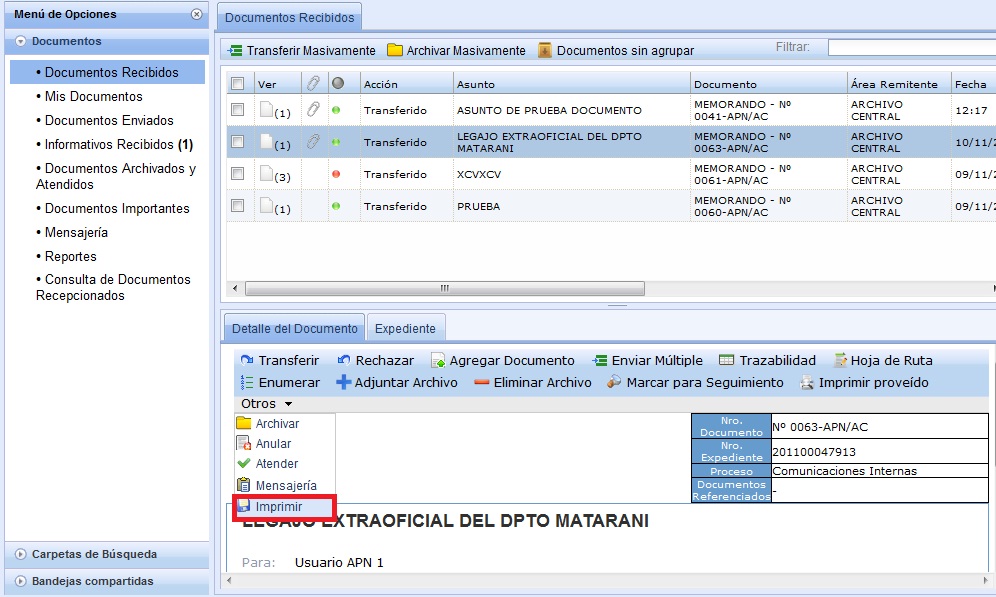 Menú de Opciones
Documentos
• Documentos Recibidos
• Mis Documentos
• Documentos Enviados
• Informativos Recibidos (1)
• Documentos Archivados y
Atendidos
• Documentos Importantes
• Mensajería
• Reportes
• Consulta de Documentos
Recepcionados
Carpetas de Búsqueda
Bandejas compartidas
Documentos Recibidos
Transferir Masivamente Archivar Masivamente Documentos sin agrupar Filtrar:
Ver Acción Asunto Documento Área Remitente Fecha
(1) Transferido ASUNTO DE PRUEBA DOCUMENTO MEMORANDO - Nº
0041-APN/AC ARCHIVO
CENTRAL 12:17
(1) Transferido LEGAJO EXTRAOFICIAL DEL DPTO
MATARANI MEMORANDO - Nº
0063-APN/AC ARCHIVO
CENTRAL 10/11/2
(3) Transferido XCVXCV MEMORANDO - Nº
0061-APN/AC ARCHIVO
CENTRAL 09/11/2
(1) Transferido PRUEBA MEMORANDO - Nº
0060-APN/AC ARCHIVO
CENTRAL 09/11/2
Detalle del Documento Expediente
Transferir Rechazar Agregar Documento Enviar Múltiple Trazabilidad Hoja de Ruta
Enumerar Adjuntar Archivo Eliminar Archivo Marcar para Seguimiento Imprimir proveído
Otros
Archivar
Anular
Atender
Mensajería
Imprimir
Nro.
Documento Nº 0063-APN/AC
Nro.
Expediente 201100047913
Proceso Comunicaciones Internas
Documentos
Referenciados -
LEGAJO EXTRAOFICIAL DEL DPTO MATARANI
Para: Usuario APN 1